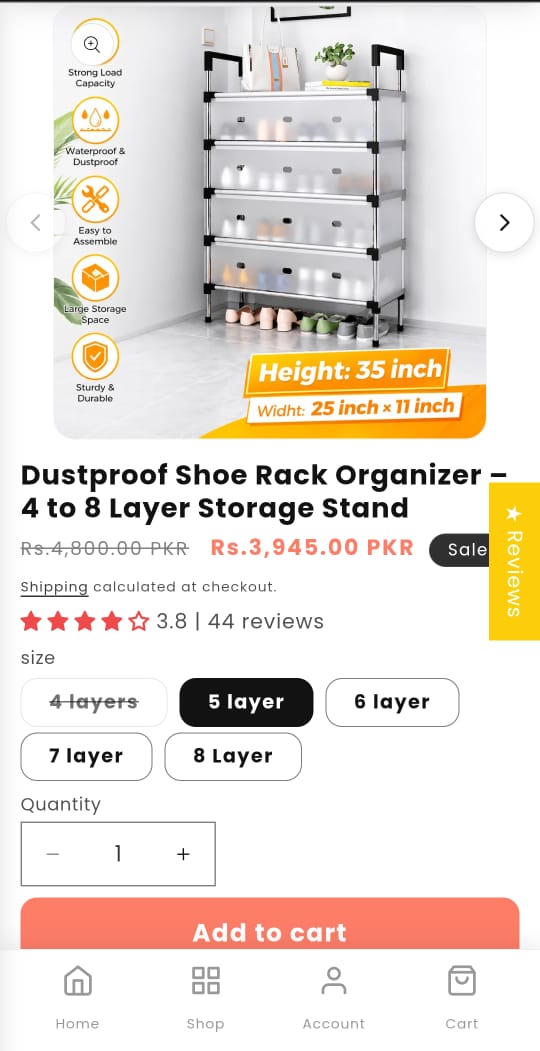 Strong Load
Capacity
Waterproof &
Dustproof
Easy to
Assemble
Large Storage
Space
Sturdy &
Durable
Height: 35 inch
Widht: 25 inch × 11 inch
Dustproof Shoe Rack Organizer –
4 to 8 Layer Storage Stand
Rs.4,800.00 PKR Rs.3,945.00 PKR Sale
★ Reviews
Shipping calculated at checkout.
3.8 | 44 reviews
size
4 layers 5 layer 6 layer
7 layer 8 Layer
Quantity
− 1 +
Add to cart
Home Shop Account Cart